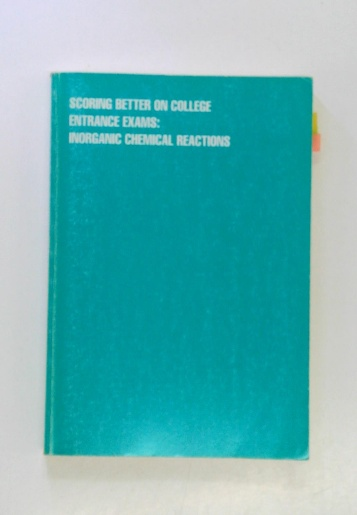 SCORING BETTER ON COLLEGE
ENTRANCE EXAMS:
INORGANIC CHEMICAL REACTIONS